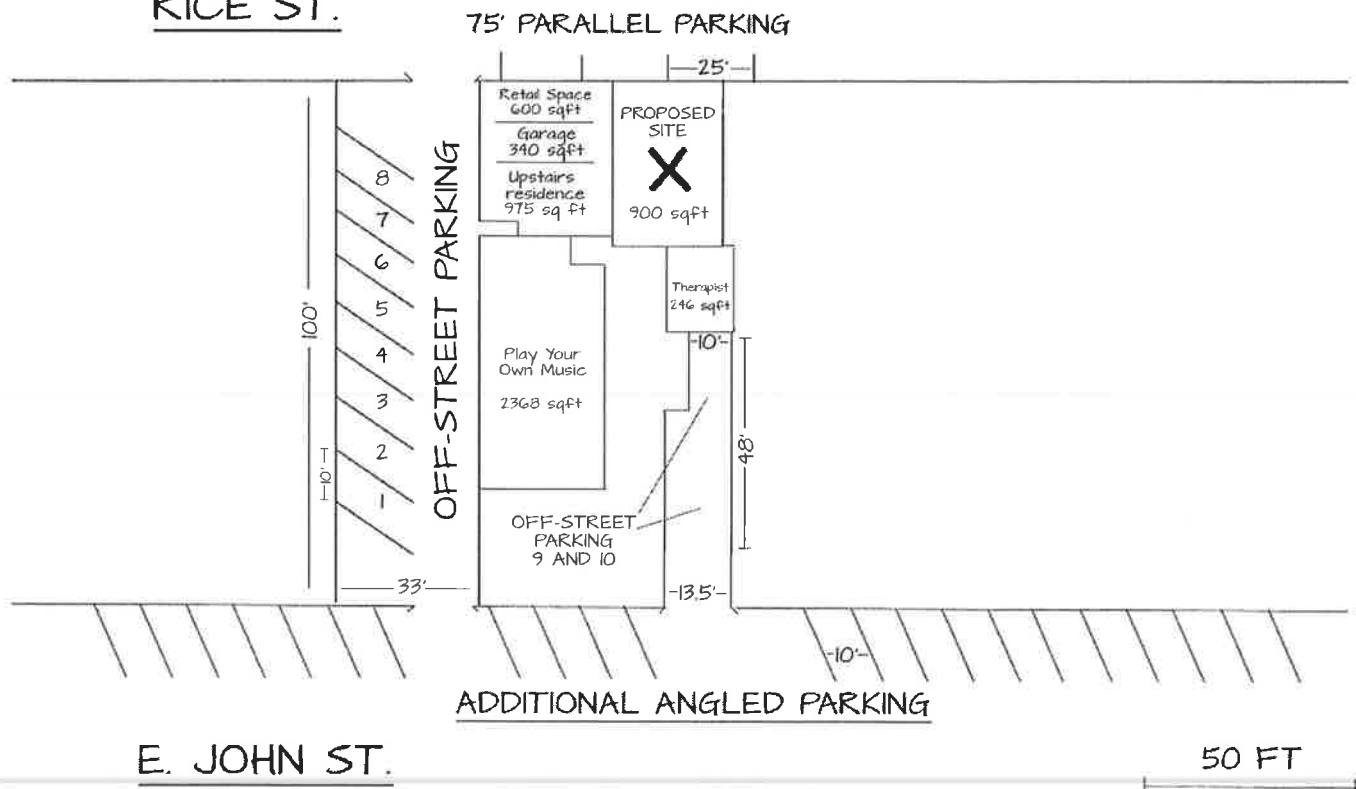 RICE ST.
75' PARALLEL PARKING
25'
Retail Space
600 sqft
Garage
340 sqft
Upstairs
residence
975 sq ft
PROPOSED
SITE
X
900 sqft
Therapist
246 sqft
10'
48'
Play Your
Own Music
2368 sqft
OFF-STREET PARKING
8
7
6
5
4
3
2
1
100'
10'
33'
OFF-STREET
PARKING
9 AND 10
13.5'
10'
ADDITIONAL ANGLED PARKING
E. JOHN ST.
50 FT